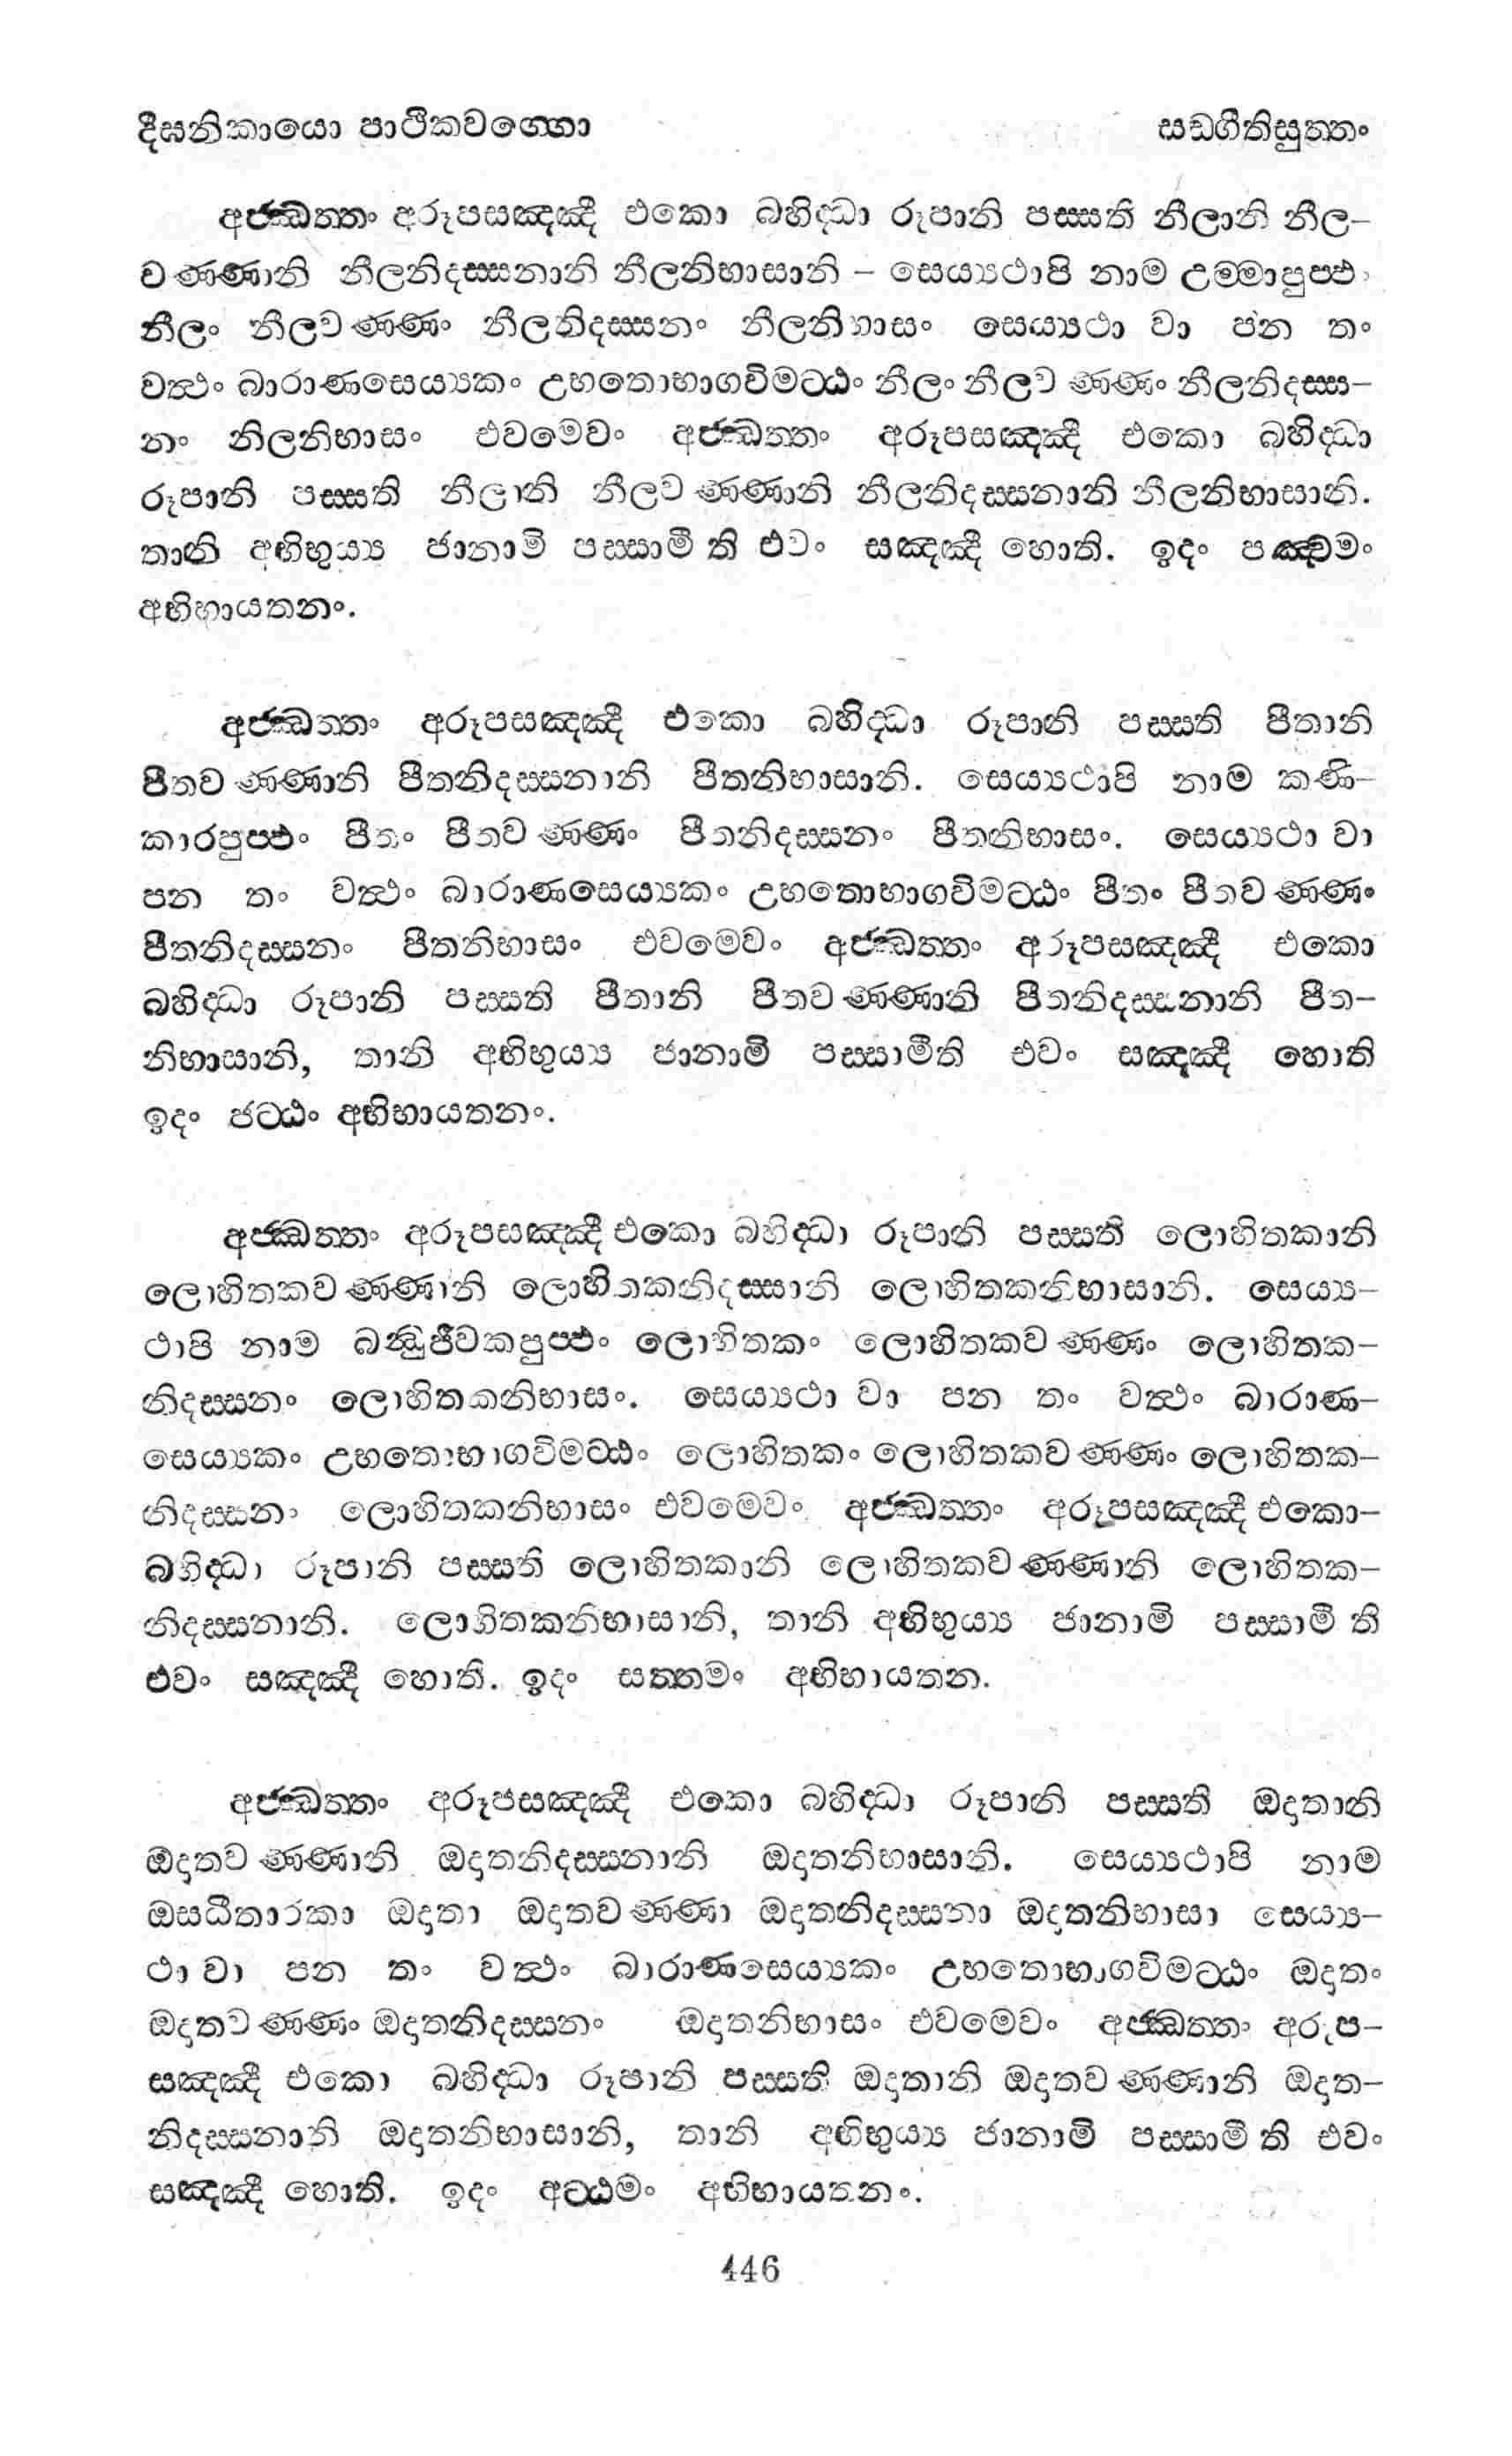 දීඝනිකායො පාථිකවග්ගො
සඩගීතිසුත්තං
අජ්ඣත්තං අරූපසඤ්ඤී එකො බහිද්ධා රූපානි පස්සති නීලානි නීල-
වණ්ණානි නීලනිදස්සනානි නීලනිභාසානි - සෙය්‍යථාපි නාම උම්මාපුප්ඵං
නීලං නීලවණ්ණං නීලනිදස්සනං නීලනිභාසං සෙය්‍යථා වා පන තං
වත්ථං බාරාණසෙය්‍යකං උභතොභාගවිමට්ඨං නීලං නීලවණ්ණං නීලනිදස්ස-
නං නිලනිභාසං එවමෙවං අජ්ඣත්තං අරූපසඤ්ඤී එකො බහිද්ධා
රූපානි පස්සති නීලානි නීලවණ්ණානි නීලනිදස්සනානි නීලනිභාසානි.
තානි අභිභුය්‍ය ජානාමි පස්සාමී ති එවං සඤ්ඤී හොති. ඉදං පඤ්චමං
අභිභායතනං.
අජ්ඣත්තං අරූපසඤ්ඤී එකො බහිද්ධා රූපානි පස්සති පීතානි
පීතවණ්ණානි පීතනිදස්සනානි පීතනිභාසානි. සෙය්‍යථාපි නාම කණි-
කාරපුප්ඵං පීතං පීතවණ්ණං පීතනිදස්සනං පීතනිභාසං. සෙය්‍යථා වා
පන තං වත්ථං බාරාණසෙය්‍යකං උභතොභාගවිමට්ඨං පීතං පීතවණ්ණං
පීතනිදස්සනං පීතනිභාසං එවමෙවං අජ්ඣත්තං අරූපසඤ්ඤී එකො
බහිද්ධා රූපානි පස්සති පීතානි පීතවණ්ණානි පීතනිදස්සනානි පීත-
නිභාසානි, තානි අභිභුය්‍ය ජානාමි පස්සාමීති එවං සඤ්ඤී හොති
ඉදං ඡට්ඨං අභිභායතනං.
අජ්ඣත්තං අරූපසඤ්ඤී එකො බහිද්ධා රූපානි පස්සති ලොහිතකානි
ලොහිතකවණ්ණානි ලොහිතකනිදස්සානි ලොහිතකනිභාසානි. සෙය්‍ය-
ථාපි නාම බන්ධුජීවකපුප්ඵං ලොහිතකං ලොහිතකවණ්ණං ලොහිතක-
නිදස්සනං ලොහිතකනිභාසං. සෙය්‍යථා වා පන තං වත්ථං බාරාණ-
සෙය්‍යකං උභතොභාගවිමට්ඨං ලොහිතකං ලොහිතකවණ්ණං ලොහිතක-
නිදස්සනං ලොහිතකනිභාසං එවමෙවං අජ්ඣත්තං අරූපසඤ්ඤී එකො-
බහිද්ධා රූපානි පස්සති ලොහිතකානි ලොහිතකවණ්ණානි ලොහිතක-
නිදස්සනානි. ලොහිතකනිභාසානි, තානි අභිභුය්‍ය ජානාමි පස්සාමී ති
එවං සඤ්ඤී හොති. ඉදං සත්තමං අභිභායතන.
අජ්ඣත්තං අරූපසඤ්ඤී එකො බහිද්ධා රූපානි පස්සති ඔදාතානි
ඔදාතවණ්ණානි ඔදාතනිදස්සනානි ඔදාතනිභාසානි. සෙය්‍යථාපි නාම
ඔසධීතාරකා ඔදාතා ඔදාතවණ්ණා ඔදාතනිදස්සනා ඔදාතනිභාසා සෙය්‍ය-
ථා වා පන තං වත්ථං බාරාණසෙය්‍යකං උභතොභාගවිමට්ඨං ඔදාතං
ඔදාතවණ්ණං ඔදාතනිදස්සනං ඔදාතනිභාසං එවමෙවං අජ්ඣත්තං අරූප-
සඤ්ඤී එකො බහිද්ධා රූපානි පස්සති ඔදාතානි ඔදාතවණ්ණානි ඔදාත-
නිදස්සනානි ඔදාතනිභාසානි, තානි අභිභුය්‍ය ජානාමි පස්සාමී ති එවං
සඤ්ඤී හොති. ඉදං අට්ඨමං අභිභායතනං.
446